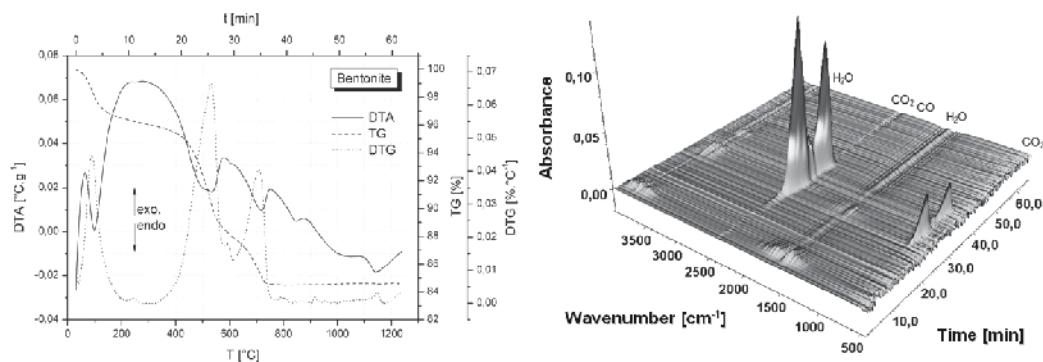 t [min]
0 10 20 30 40 50 60
0,08
0,06
0,04
0,02
0,00
-0,02
-0,04
DTA [°C.g⁻¹]
Bentonite
DTA
TG
DTG
exo.
endo
100
98
96
94
92
90
88
86
84
82
TG [%]
0,07
0,06
0,05
0,04
0,03
0,02
0,01
0,00
DTG [%.°C⁻¹]
0 200 400 600 800 1000 1200
T [°C]
0,10
0,05
0,00
Absorbance
H₂O
CO₂ CO
H₂O
CO₂
3500
3000
2500
2000
1500
1000
500
Wavenumber [cm⁻¹]
60,0
50,0
40,0
30,0
20,0
10,0
Time [min]